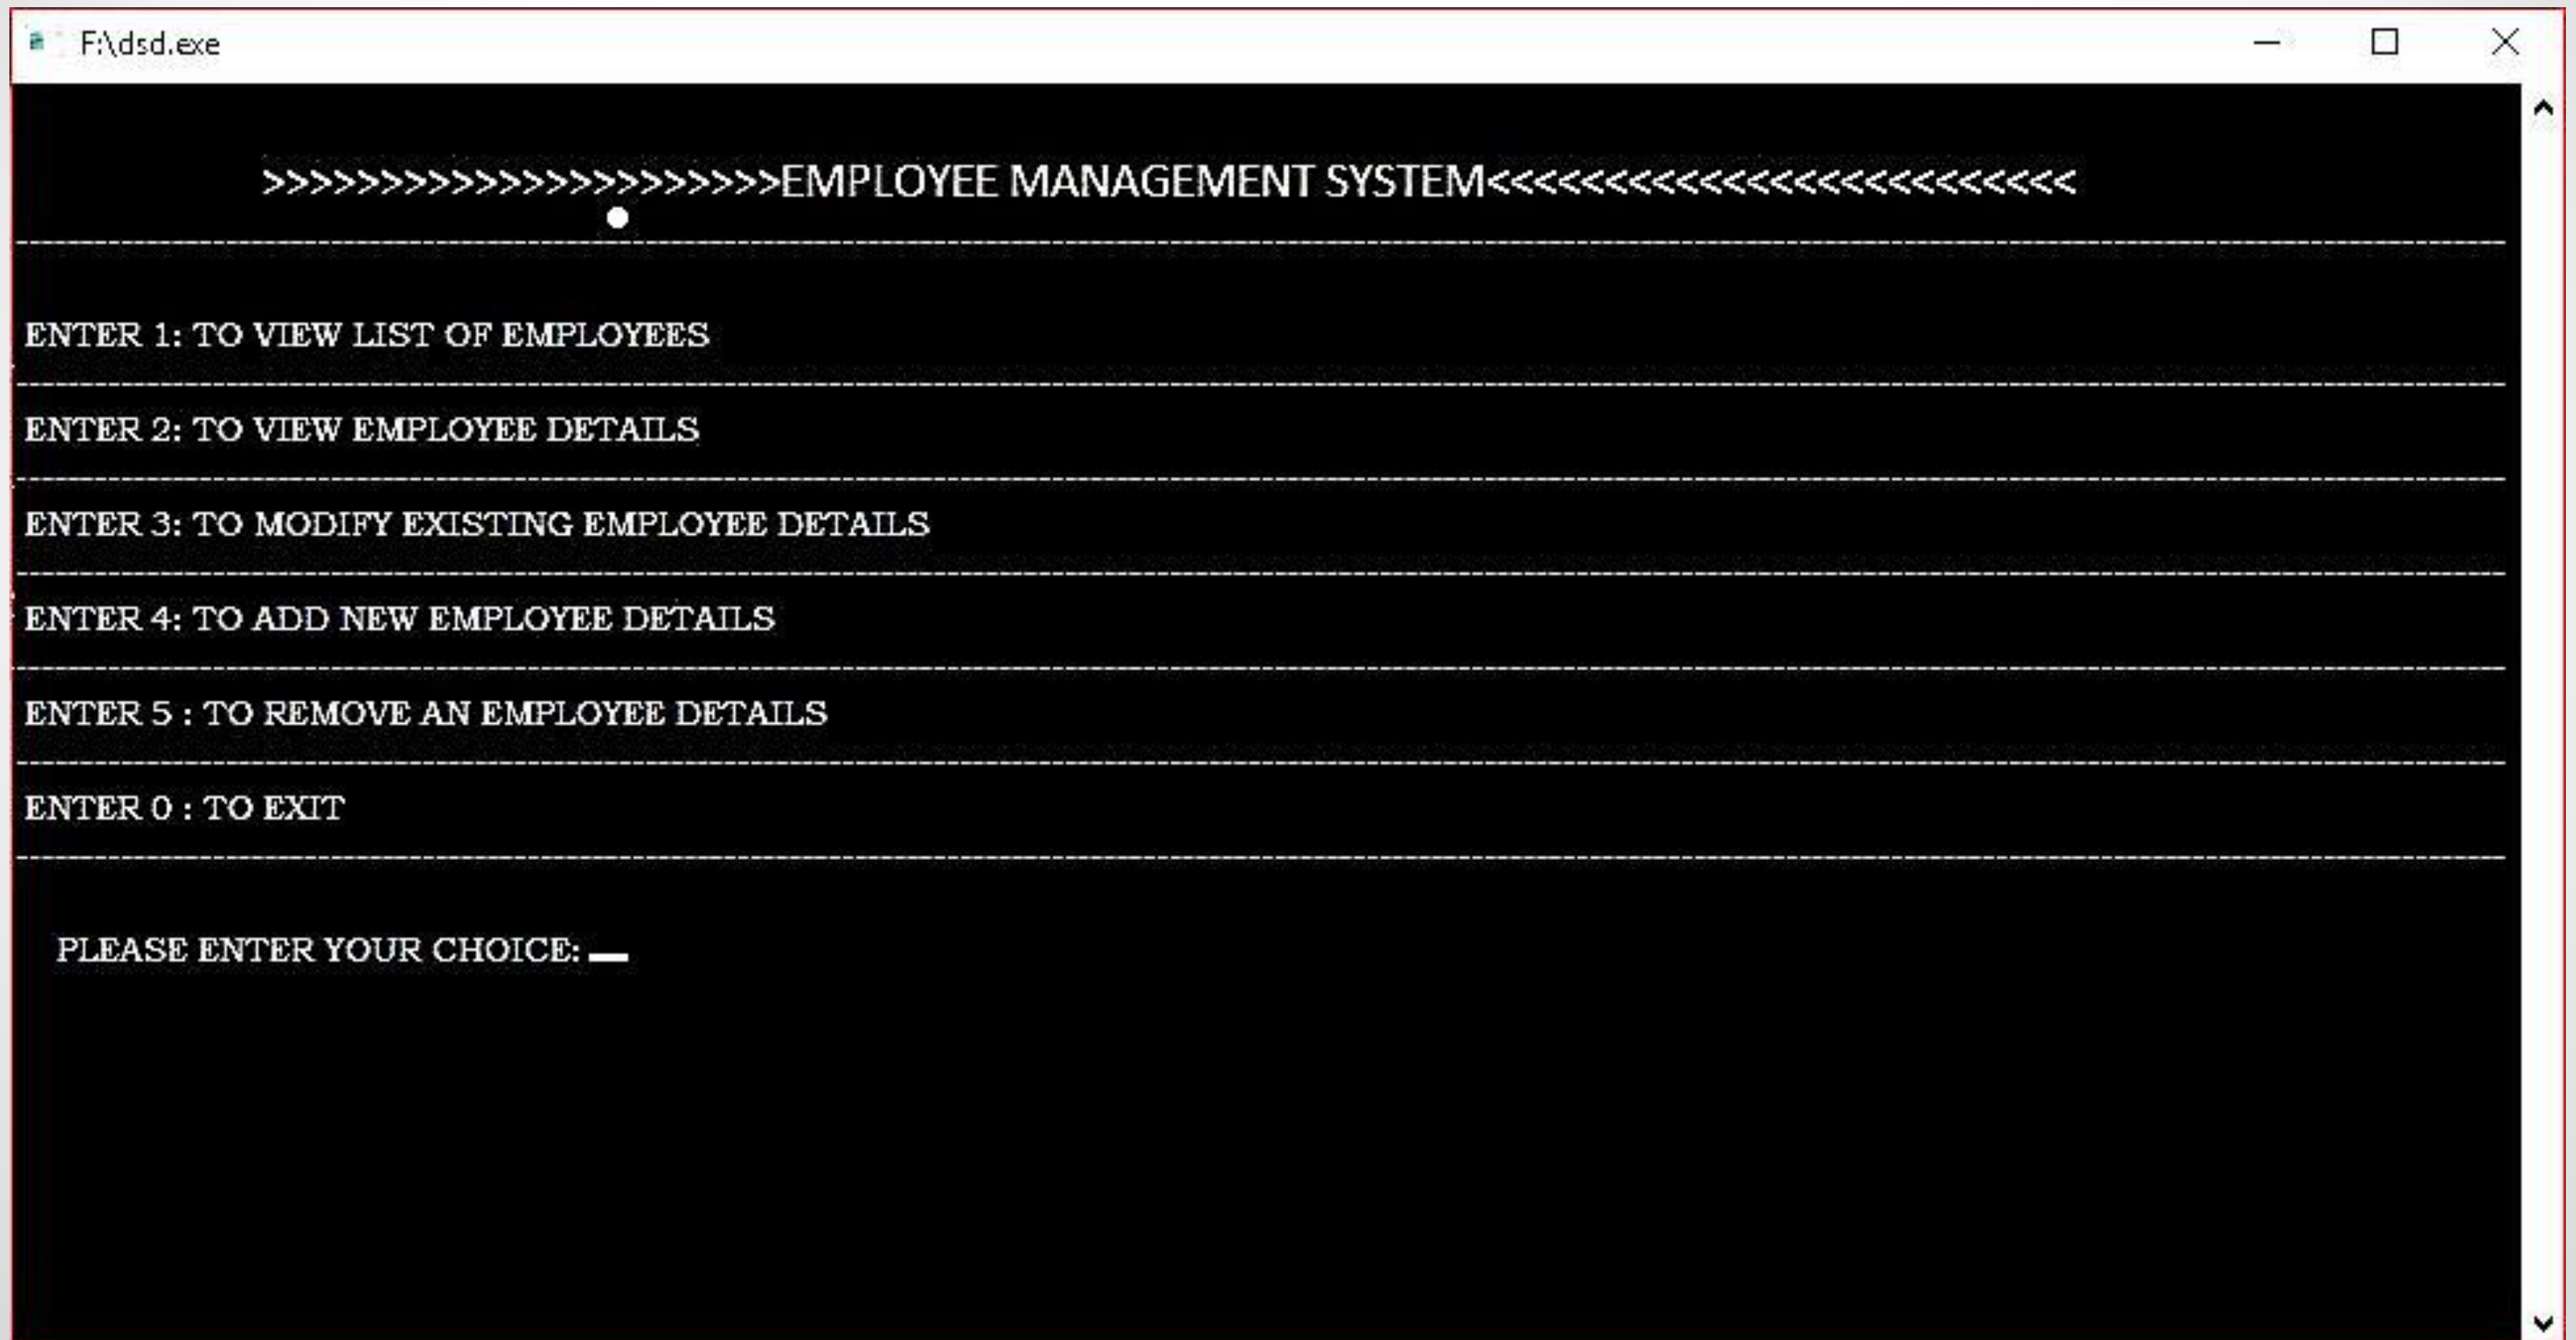 F:\dsd.exe
>>>>>>>>>>>>>>>>>>>>>>EMPLOYEE MANAGEMENT SYSTEM<<<<<<<<<<<<<<<<<<<<<<<<<
ENTER 1: TO VIEW LIST OF EMPLOYEES
ENTER 2: TO VIEW EMPLOYEE DETAILS
ENTER 3: TO MODIFY EXISTING EMPLOYEE DETAILS
ENTER 4: TO ADD NEW EMPLOYEE DETAILS
ENTER 5 : TO REMOVE AN EMPLOYEE DETAILS
ENTER 0 : TO EXIT
PLEASE ENTER YOUR CHOICE: